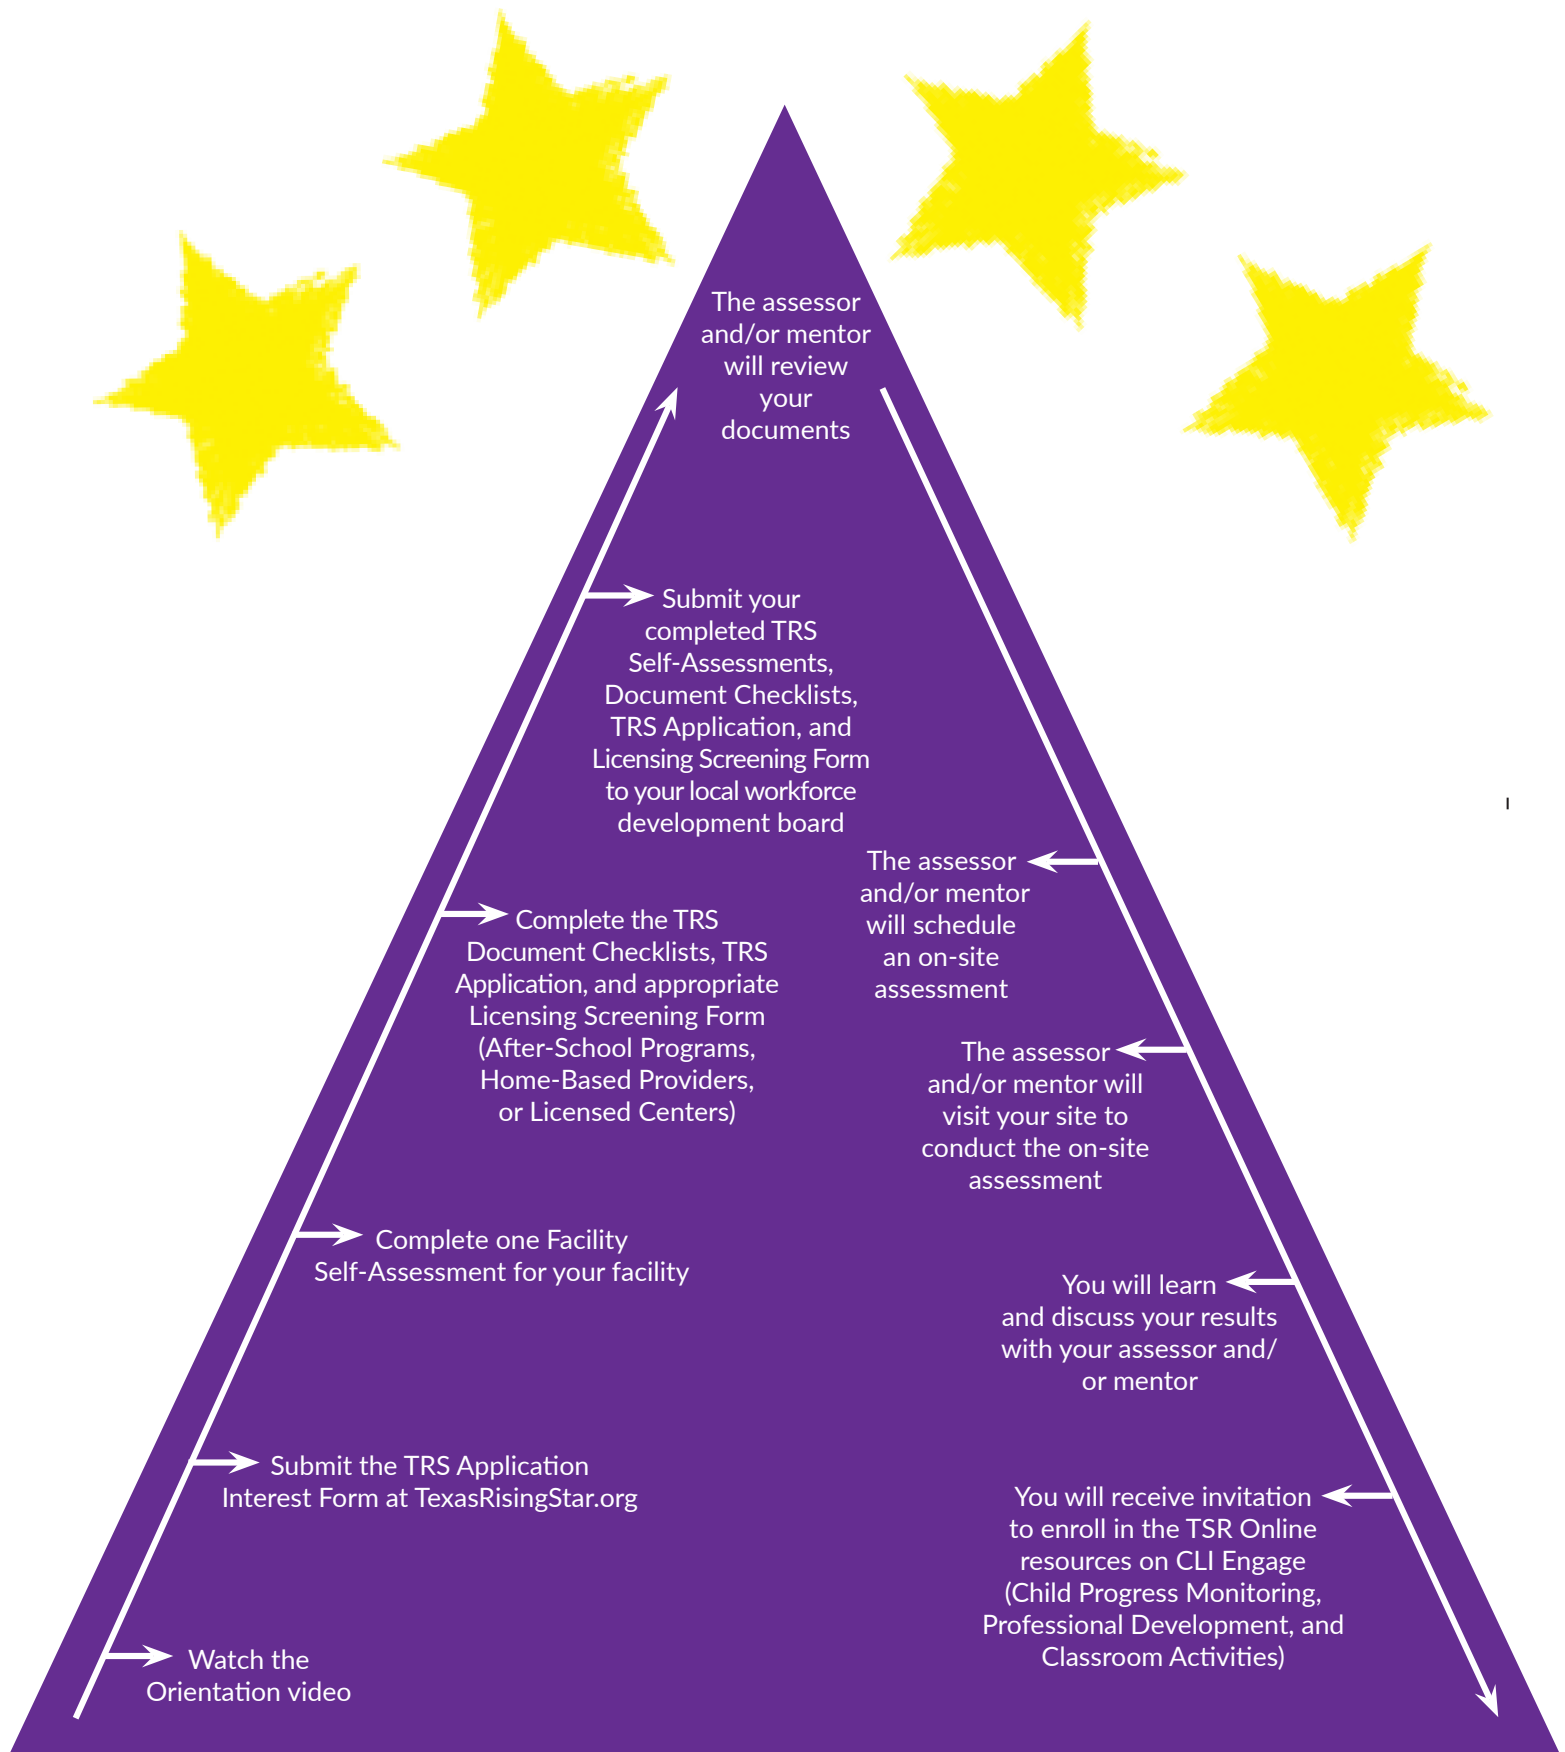 The assessor
and/or mentor
will review
your
documents
Submit your
completed TRS
Self-Assessments,
Document Checklists,
TRS Application, and
Licensing Screening Form
to your local workforce
development board
Complete the TRS
Document Checklists, TRS
Application, and appropriate
Licensing Screening Form
(After-School Programs,
Home-Based Providers,
or Licensed Centers)
Complete one Facility
Self-Assessment for your facility
Submit the TRS Application
Interest Form at TexasRisingStar.org
Watch the
Orientation video
The assessor
and/or mentor
will schedule
an on-site
assessment
The assessor
and/or mentor will
visit your site to
conduct the on-site
assessment
You will learn
and discuss your results
with your assessor and/
or mentor
You will receive invitation
to enroll in the TSR Online
resources on CLI Engage
(Child Progress Monitoring,
Professional Development, and
Classroom Activities)